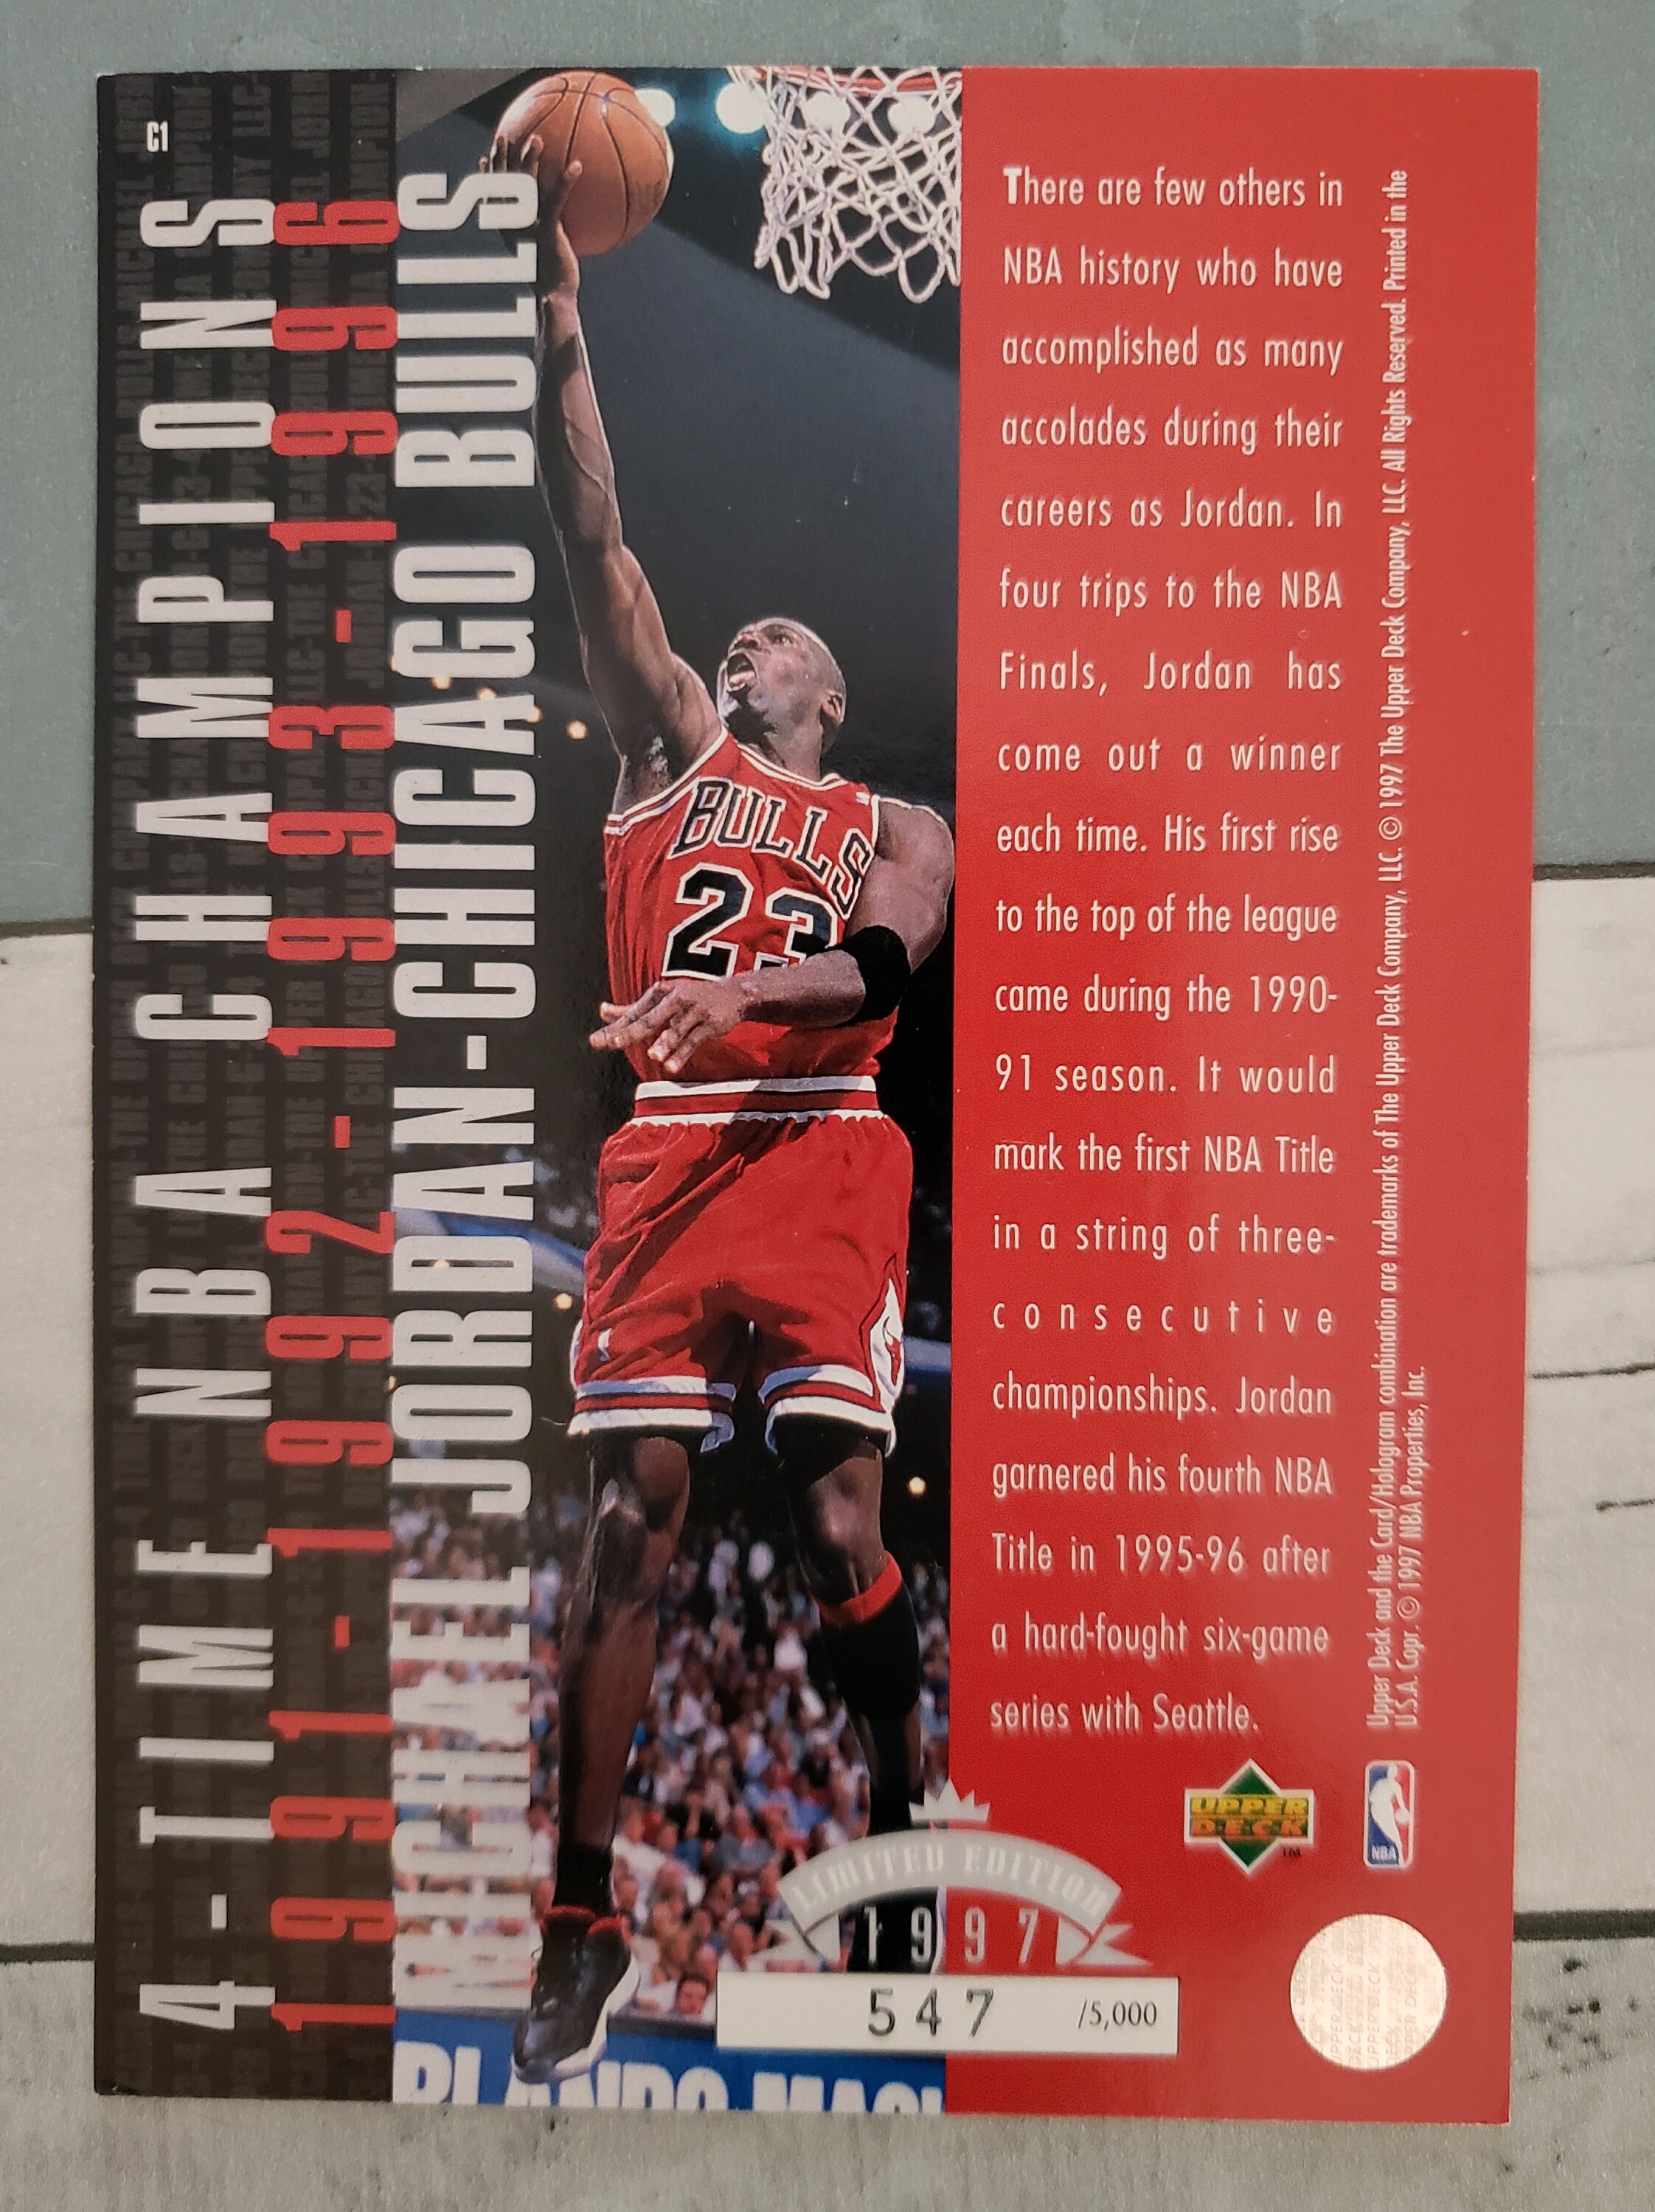 C1
4-TIME NBA CHAMPIONS
1991-1992-1993-1996
MICHAEL JORDAN-CHICAGO BULLS
BULLS
23
There are few others in
NBA history who have
accomplished as many
accolades during their
careers as Jordan. In
four trips to the NBA
Finals, Jordan has
come out a winner
each time. His first rise
to the top of the league
came during the 1990-
91 season. It would
mark the first NBA Title
in a string of three-
consecutive
championships. Jordan
garnered his fourth NBA
Title in 1995-96 after
a hard-fought six-game
series with Seattle.
Upper Deck and the Card/Hologram combination are trademarks of The Upper Deck Company, LLC. © 1997 The Upper Deck Company, LLC. All Rights Reserved. Printed in the
U.S.A. Copr. © 1997 NBA Properties, Inc.
UPPER
DECK
TM
NBA
LIMITED EDITION
1997
547 /5,000
UPPER DECK